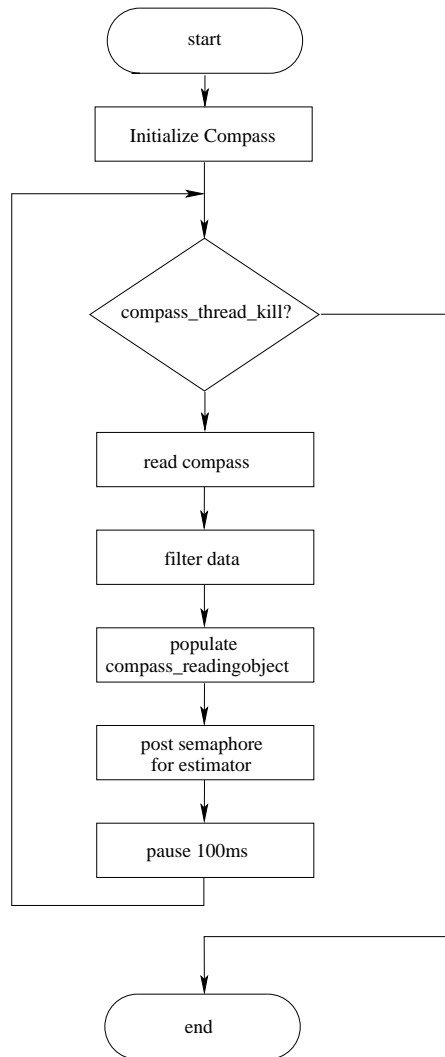 start
Initialize Compass
compass_thread_kill?
read compass
filter data
populate
compass_readingobject
post semaphore
for estimator
pause 100ms
end